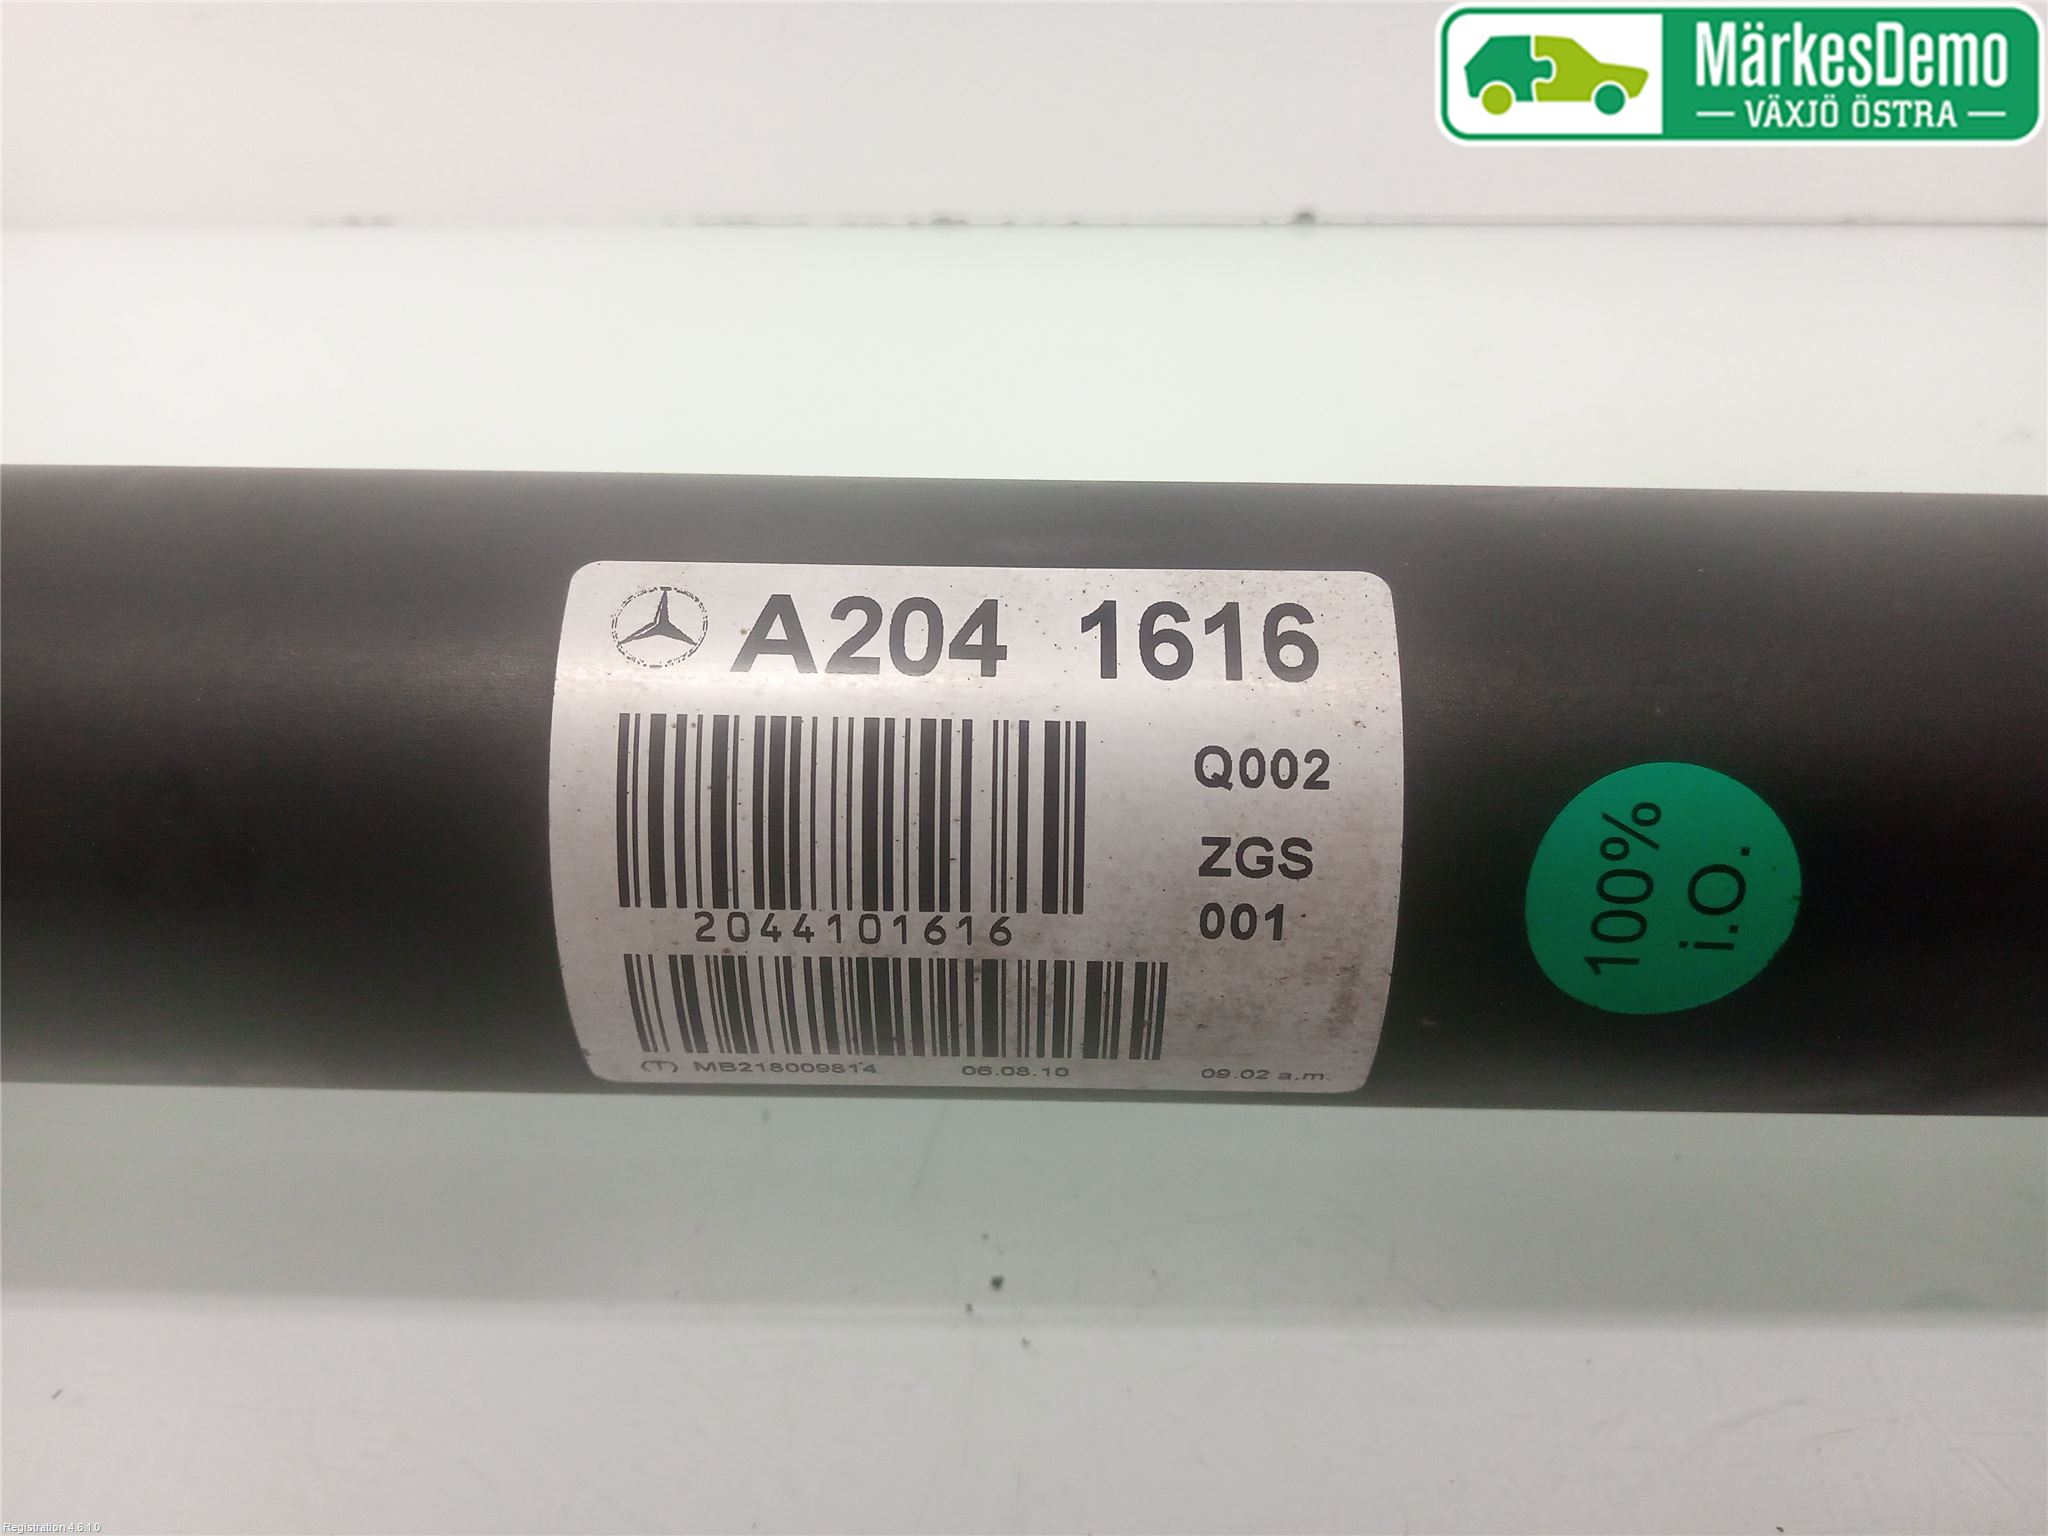 MärkesDemo
VÄXJÖ ÖSTRA
A204 1616
Q002
ZGS
001
2044101616
(T) MB218009814 06.08.10 09.02 a.m.
100%
i.O.
Registration 4.6.1.0